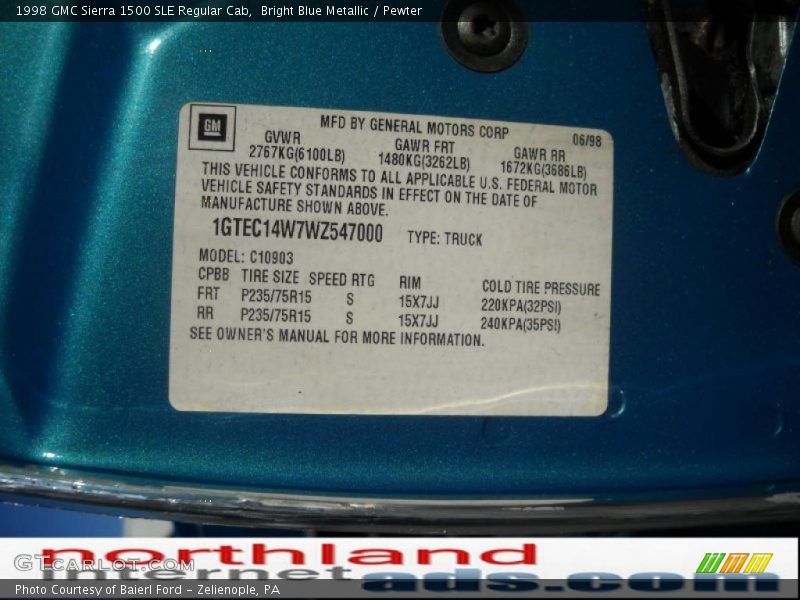 1998 GMC Sierra 1500 SLE Regular Cab,  Bright Blue Metallic / Pewter
GM
MFD BY GENERAL MOTORS CORP 06/98
GVWR GAWR FRT GAWR RR
2767KG(6100LB) 1480KG(3262LB) 1672KG(3686LB)
THIS VEHICLE CONFORMS TO ALL APPLICABLE U.S. FEDERAL MOTOR
VEHICLE SAFETY STANDARDS IN EFFECT ON THE DATE OF
MANUFACTURE SHOWN ABOVE.
1GTEC14W7WZ547000 TYPE: TRUCK
MODEL: C10903
CPBB TIRE SIZE SPEED RTG RIM COLD TIRE PRESSURE
FRT P235/75R15 S 15X7JJ 220KPA(32PSI)
RR P235/75R15 S 15X7JJ 240KPA(35PSI)
SEE OWNER'S MANUAL FOR MORE INFORMATION.
northland
GTCARLOT.COM
internet ads.com
Photo Courtesy of Baierl Ford – Zelienople, PA